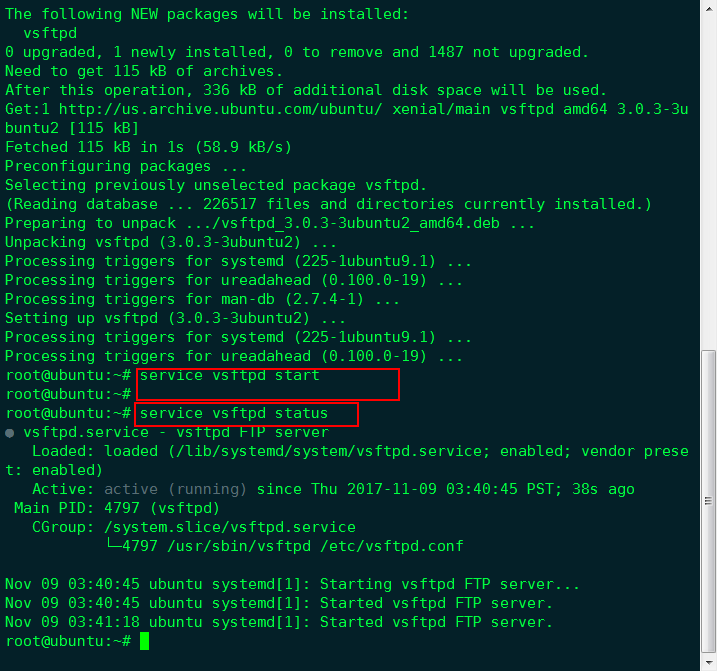 The following NEW packages will be installed:
  vsftpd
0 upgraded, 1 newly installed, 0 to remove and 1487 not upgraded.
Need to get 115 kB of archives.
After this operation, 336 kB of additional disk space will be used.
Get:1 http://us.archive.ubuntu.com/ubuntu/ xenial/main vsftpd amd64 3.0.3-3u
buntu2 [115 kB]
Fetched 115 kB in 1s (58.9 kB/s)
Preconfiguring packages ...
Selecting previously unselected package vsftpd.
(Reading database ... 226517 files and directories currently installed.)
Preparing to unpack .../vsftpd_3.0.3-3ubuntu2_amd64.deb ...
Unpacking vsftpd (3.0.3-3ubuntu2) ...
Processing triggers for systemd (225-1ubuntu9.1) ...
Processing triggers for ureadahead (0.100.0-19) ...
Processing triggers for man-db (2.7.4-1) ...
Setting up vsftpd (3.0.3-3ubuntu2) ...
Processing triggers for systemd (225-1ubuntu9.1) ...
Processing triggers for ureadahead (0.100.0-19) ...
root@ubuntu:~# service vsftpd start
root@ubuntu:~#
root@ubuntu:~# service vsftpd status
● vsftpd.service - vsftpd FTP server
   Loaded: loaded (/lib/systemd/system/vsftpd.service; enabled; vendor prese
t: enabled)
   Active: active (running) since Thu 2017-11-09 03:40:45 PST; 38s ago
 Main PID: 4797 (vsftpd)
   CGroup: /system.slice/vsftpd.service
           └─4797 /usr/sbin/vsftpd /etc/vsftpd.conf

Nov 09 03:40:45 ubuntu systemd[1]: Starting vsftpd FTP server...
Nov 09 03:40:45 ubuntu systemd[1]: Started vsftpd FTP server.
Nov 09 03:41:18 ubuntu systemd[1]: Started vsftpd FTP server.
root@ubuntu:~#